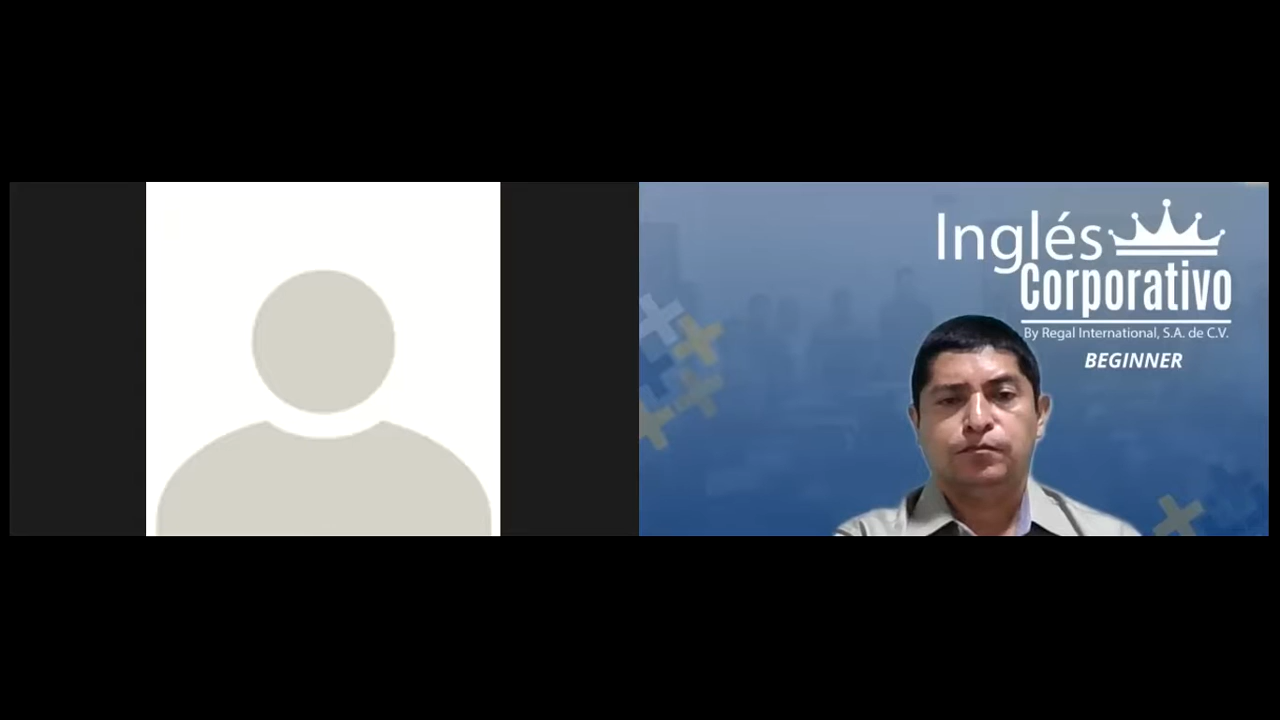 Inglés
Corporativo
By Regal International, S.A. de C.V.
BEGINNER